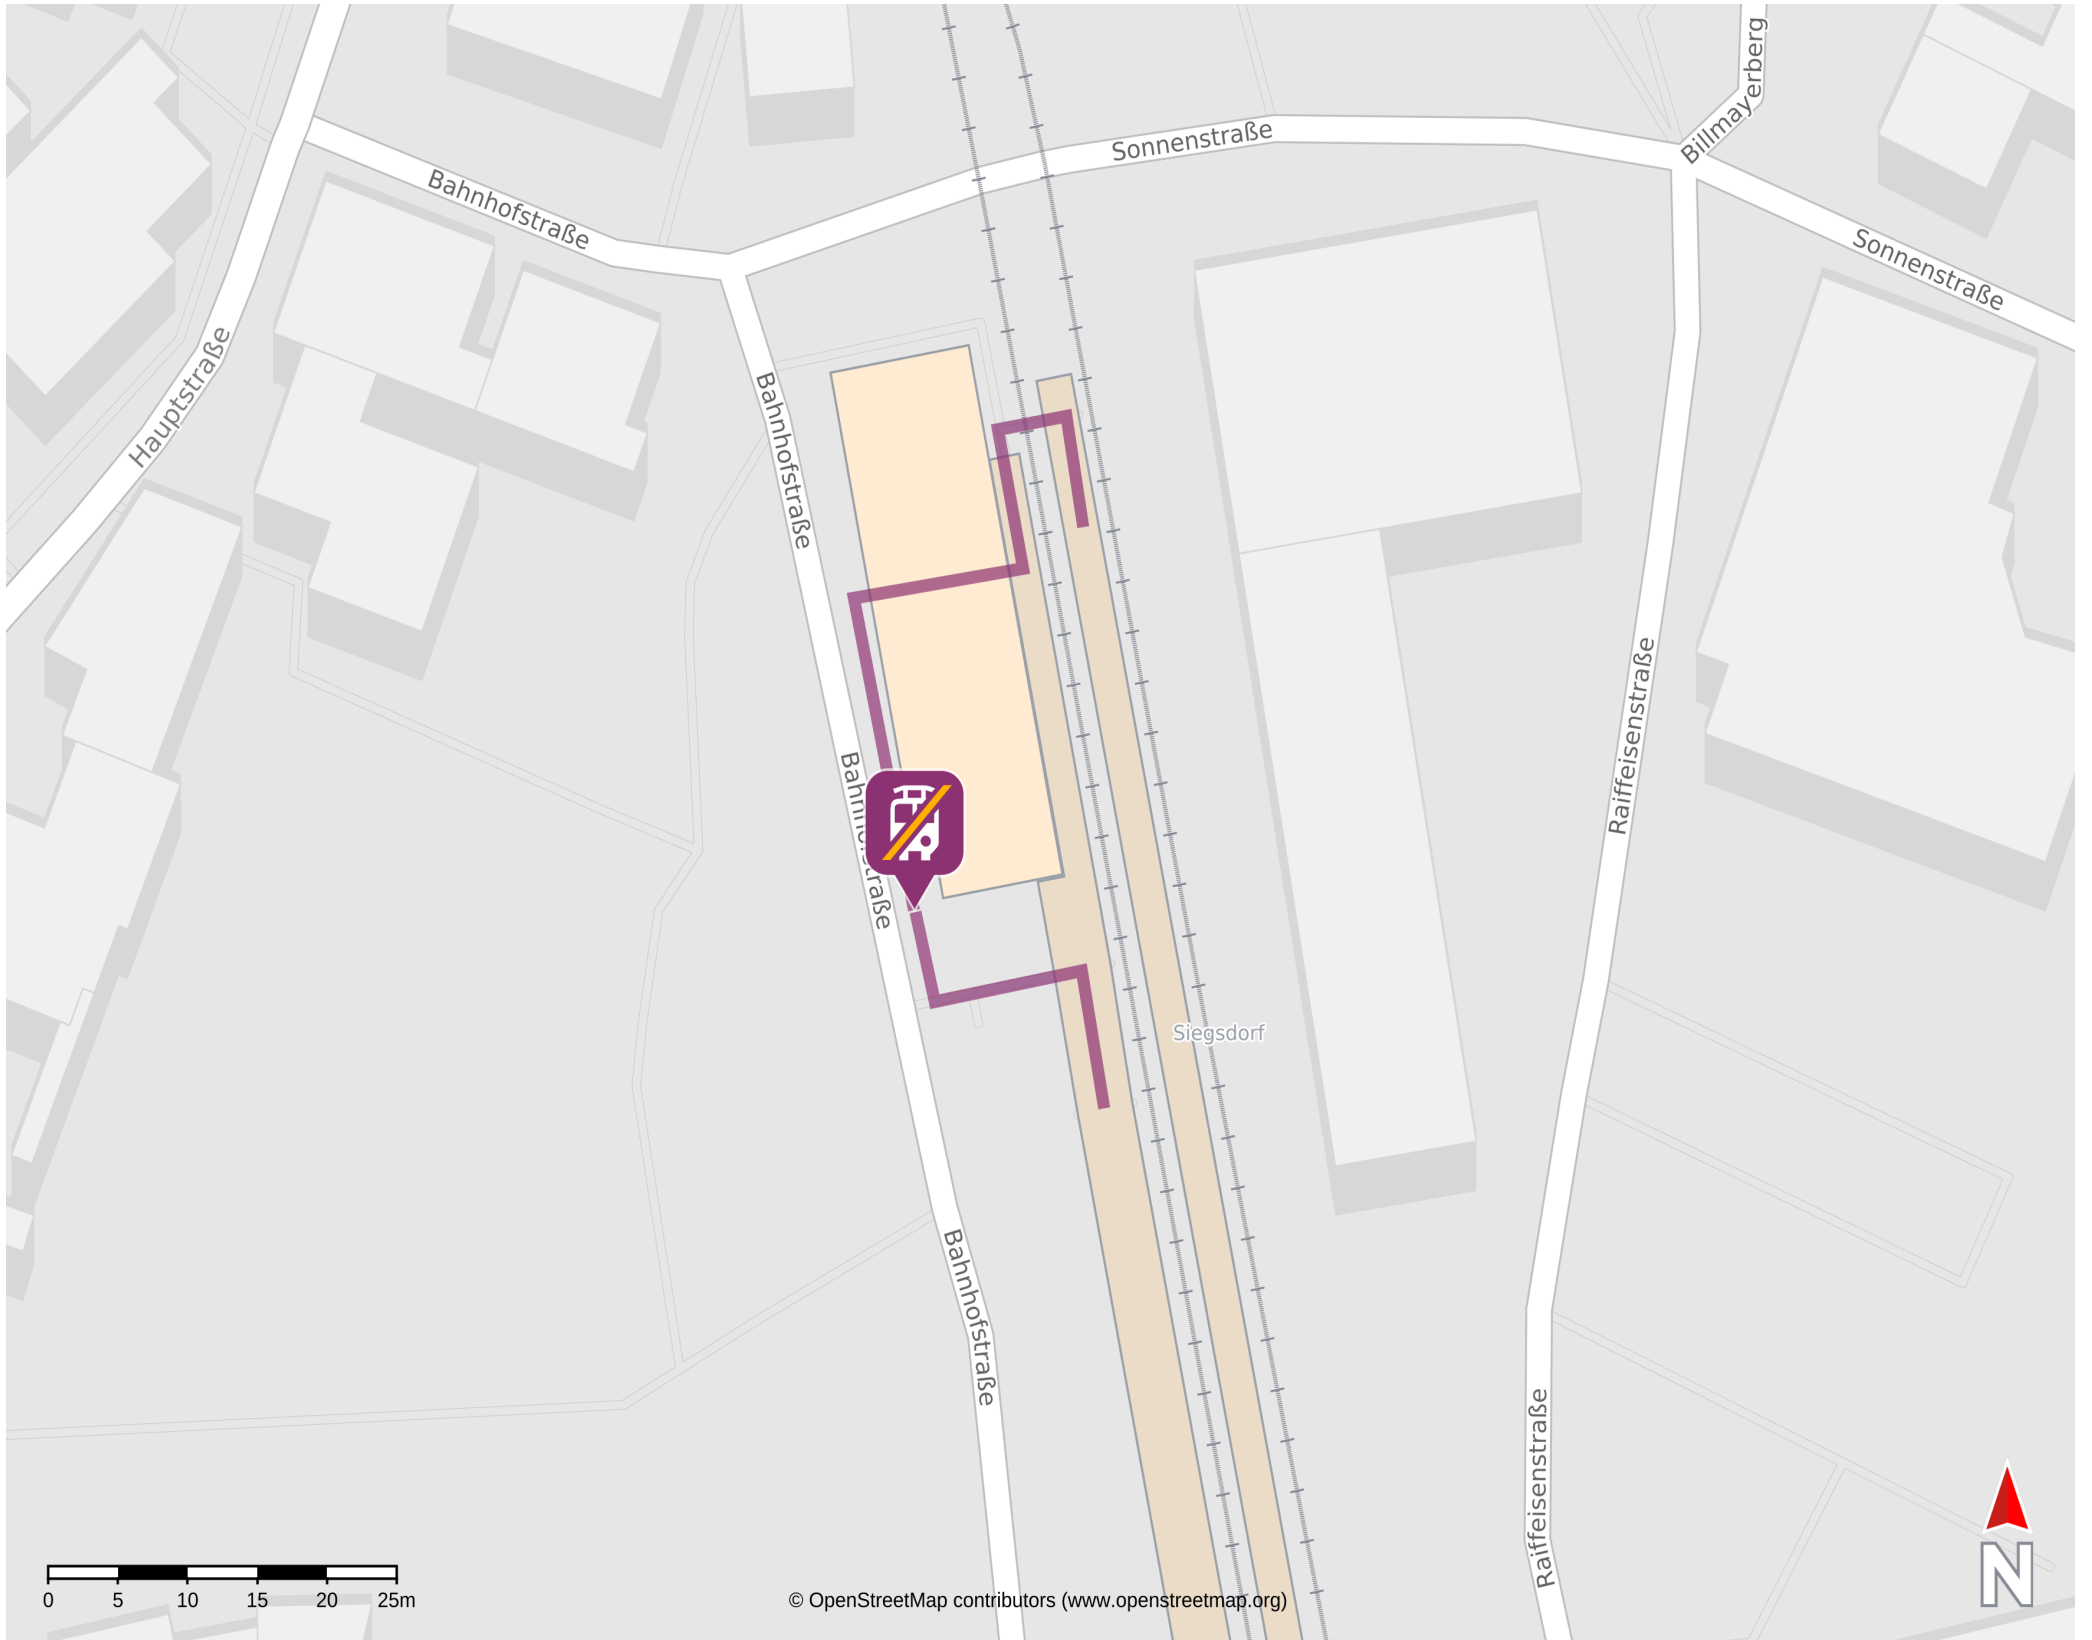 Billmayerberg
Sonnenstraße
Bahnhofstraße
Sonnenstraße
Hauptstraße
Bahnhofstraße
Raiffeisenstraße
Bahnhofstraße
Siegsdorf
Bahnhofstraße
Raiffeisenstraße
N
0 5 10 15 20 25m
© OpenStreetMap contributors (www.openstreetmap.org)